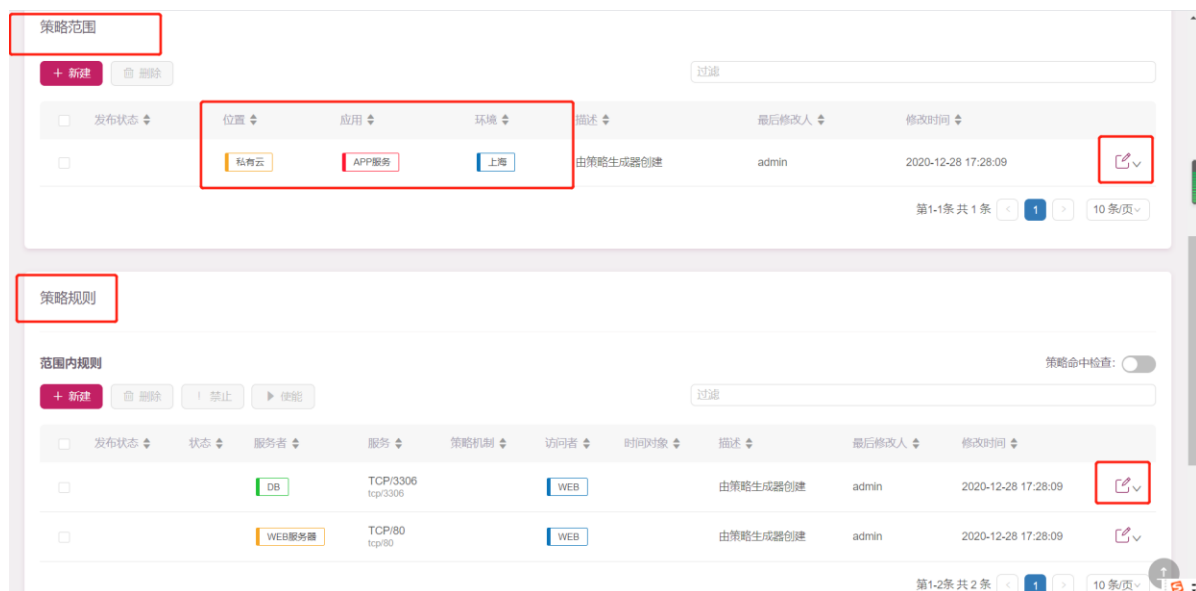 策略范围
+ 新建 删除 过滤
发布状态 位置 应用 环境 描述 最后修改人 修改时间
私有云 APP服务 上海 由策略生成器创建 admin 2020-12-28 17:28:09
第1-1条 共 1 条 < 1 > 10 条/页
策略规则
范围内规则 策略命中检查:
+ 新建 删除 ! 禁止 使能 过滤
发布状态 状态 服务者 服务 策略机制 访问者 时间对象 描述 最后修改人 修改时间
DB TCP/3306 WEB 由策略生成器创建 admin 2020-12-28 17:28:09
tcp/3306
WEB服务器 TCP/80 WEB 由策略生成器创建 admin 2020-12-28 17:28:09
tcp/80
第1-2条 共 2 条 < 1 > 10 条/页